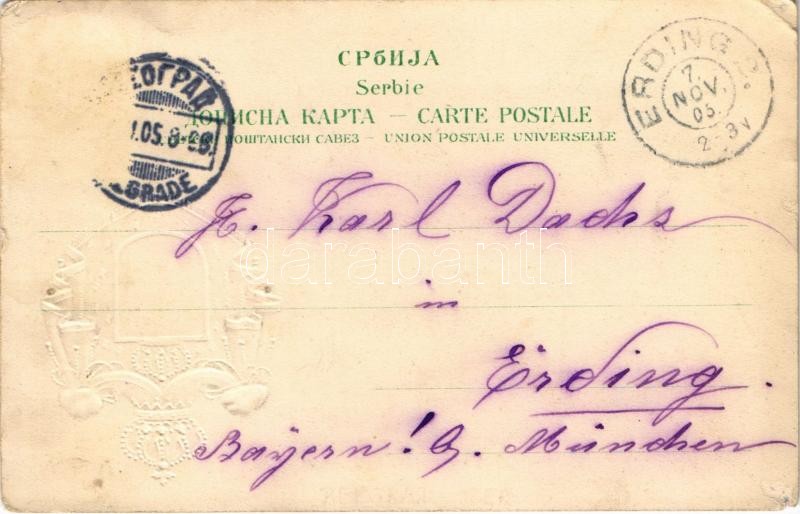 СРБИЈА
Serbie
ДОПИСНА КАРТА — CARTE POSTALE
ПОШТАНСКИ САВЕЗ — UNION POSTALE UNIVERSELLE
ЕОГРАД
.05.8
GRADE
ERDING
7.
NOV.
05
H. Karl Dachs
darabanth
in
Erding.
Bayern! B. München